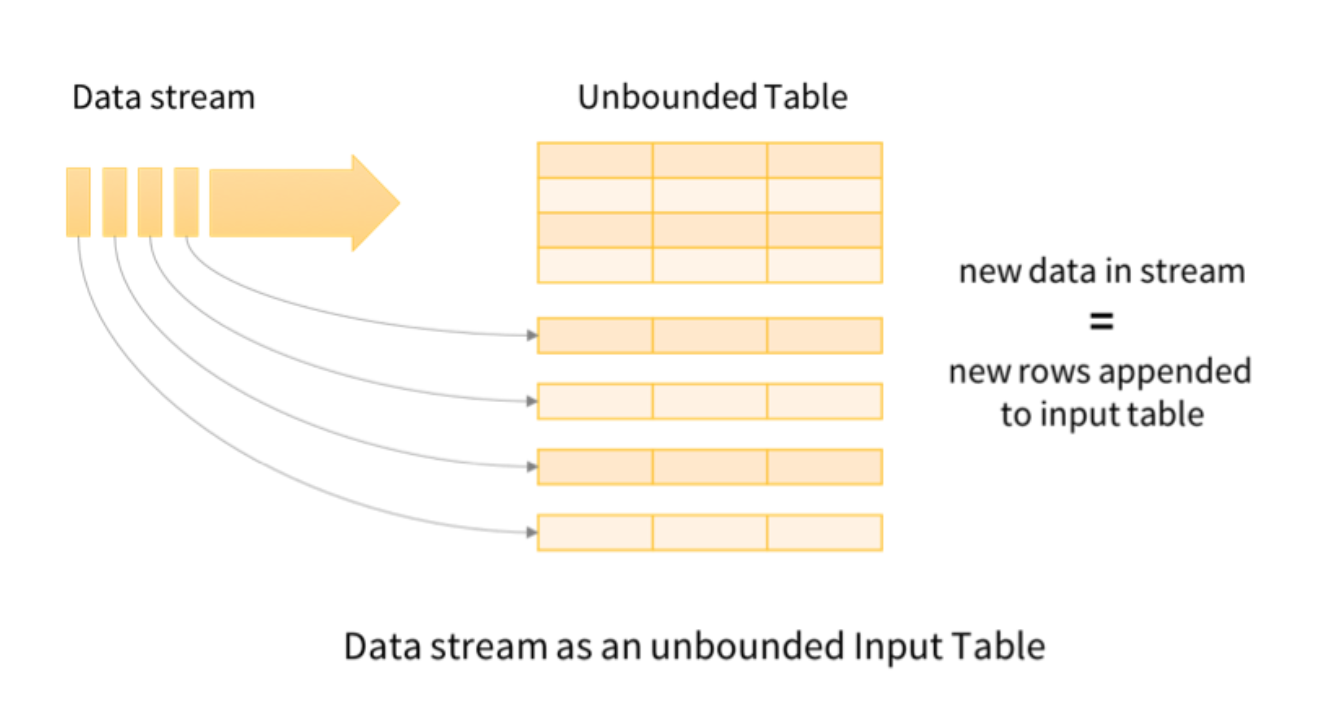 Data stream
Unbounded Table
new data in stream
=
new rows appended
to input table
Data stream as an unbounded Input Table